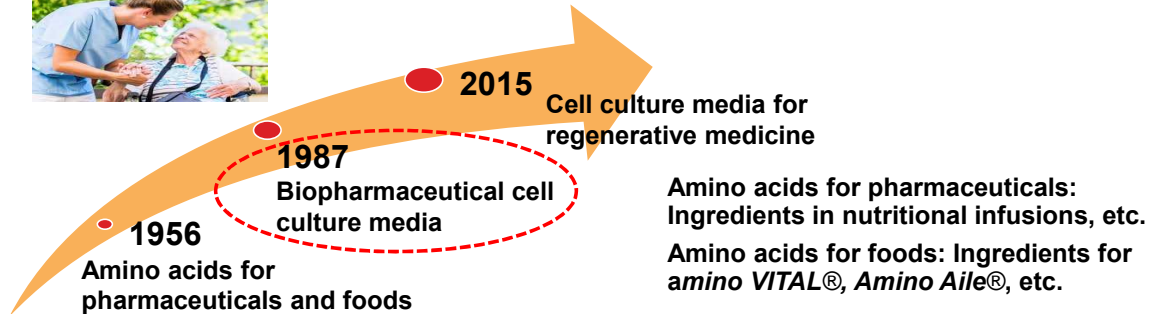 2015
Cell culture media for
regenerative medicine
1987
Biopharmaceutical cell
culture media
1956
Amino acids for
pharmaceuticals and foods
Amino acids for pharmaceuticals:
Ingredients in nutritional infusions, etc.
Amino acids for foods: Ingredients for
amino VITAL®, Amino Aile®, etc.